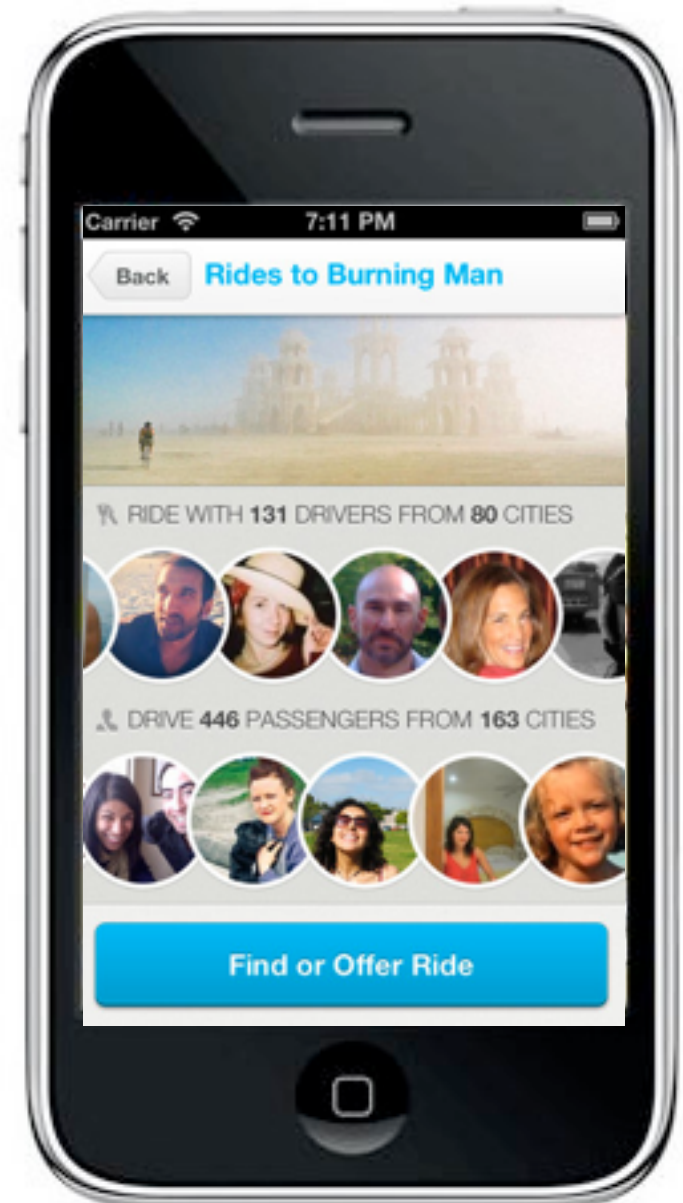 Carrier 7:11 PM
Back Rides to Burning Man
RIDE WITH 131 DRIVERS FROM 80 CITIES
DRIVE 446 PASSENGERS FROM 163 CITIES
Find or Offer Ride